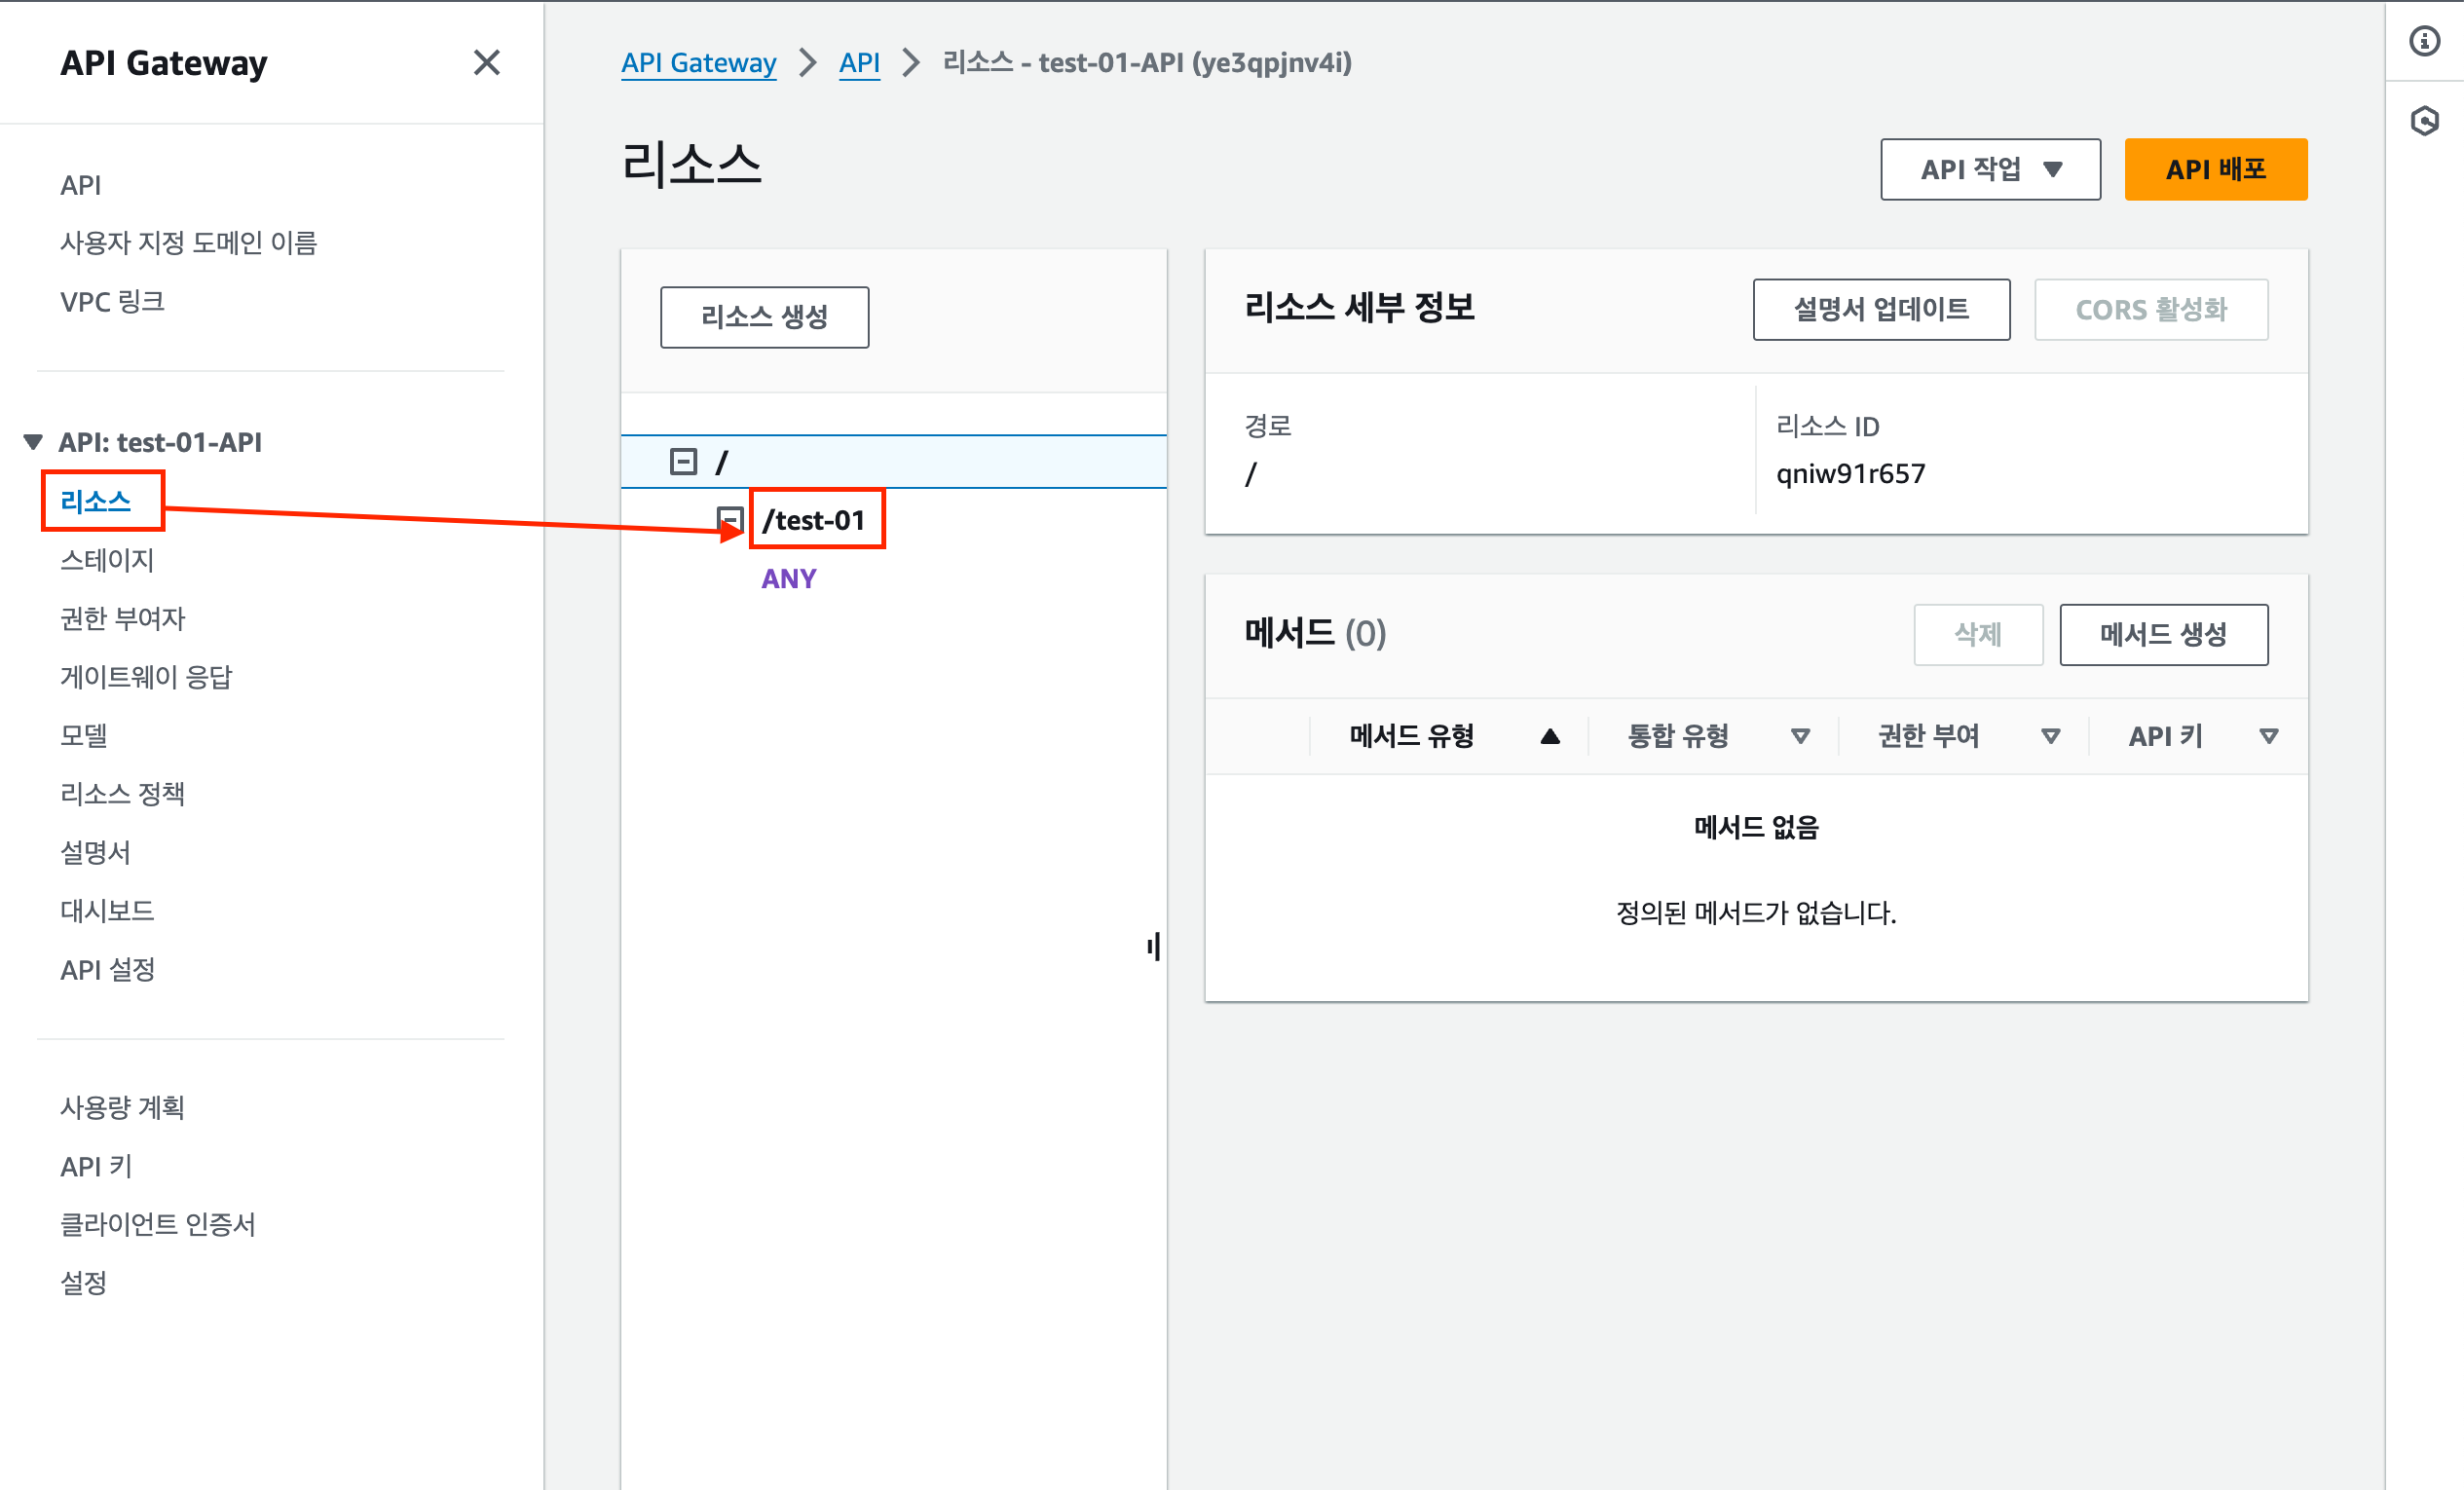 API Gateway
API
사용자 지정 도메인 이름
VPC 링크
API: test-01-API
리소스
스테이지
권한 부여자
게이트웨이 응답
모델
리소스 정책
설명서
대시보드
API 설정
사용량 계획
API 키
클라이언트 인증서
설정
API Gateway > API > 리소스 - test-01-API (ye3qpjnv4i)
리소스
API 작업 API 배포
리소스 생성
/
/test-01
ANY
리소스 세부 정보 설명서 업데이트 CORS 활성화
경로 리소스 ID
/ qniw91r657
메서드 (0) 삭제 메서드 생성
메서드 유형 통합 유형 권한 부여 API 키
메서드 없음
정의된 메서드가 없습니다.